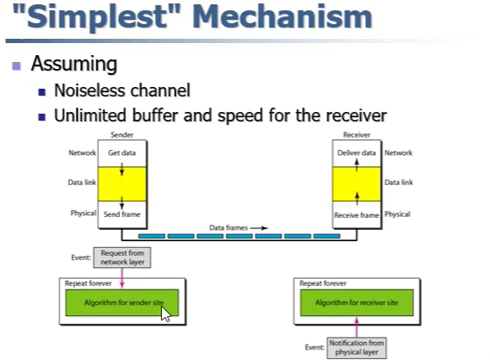 "Simplest" Mechanism
Assuming
Noiseless channel
Unlimited buffer and speed for the receiver
Sender
Receiver
Network
Get data
Deliver data
Network
Data link
Data link
Physical
Send frame
Data frames
Receive frame
Physical
Event:
Request from
network layer
Repeat forever
Algorithm for sender site
Repeat forever
Algorithm for receiver site
Event:
Notification from
physical layer